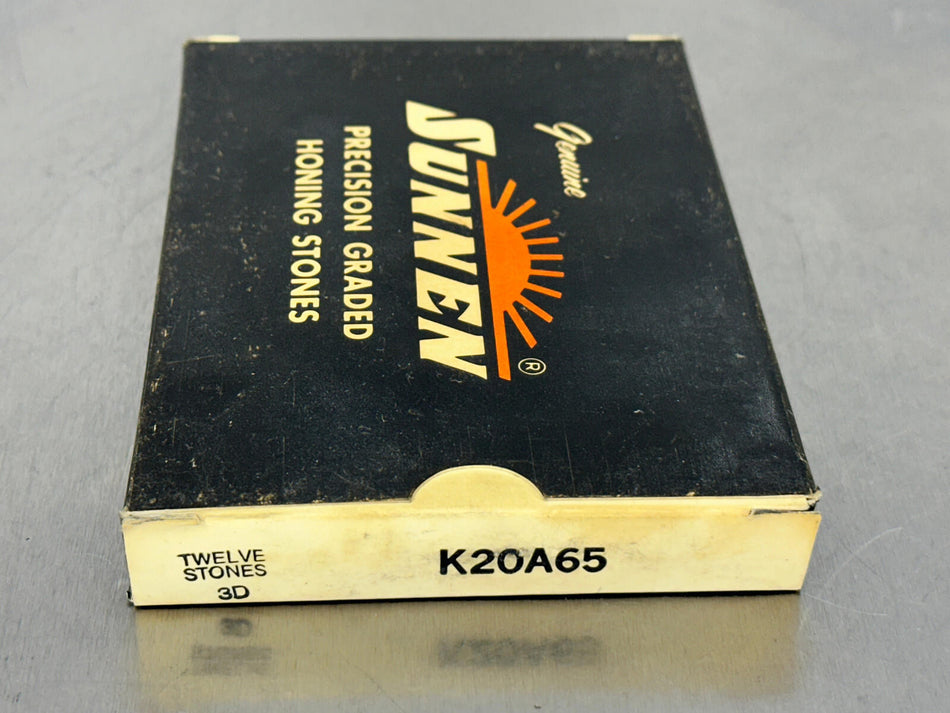 Genuine
SUNNEN®
PRECISION GRADED
HONING STONES
TWELVE
STONES
3D
K20A65